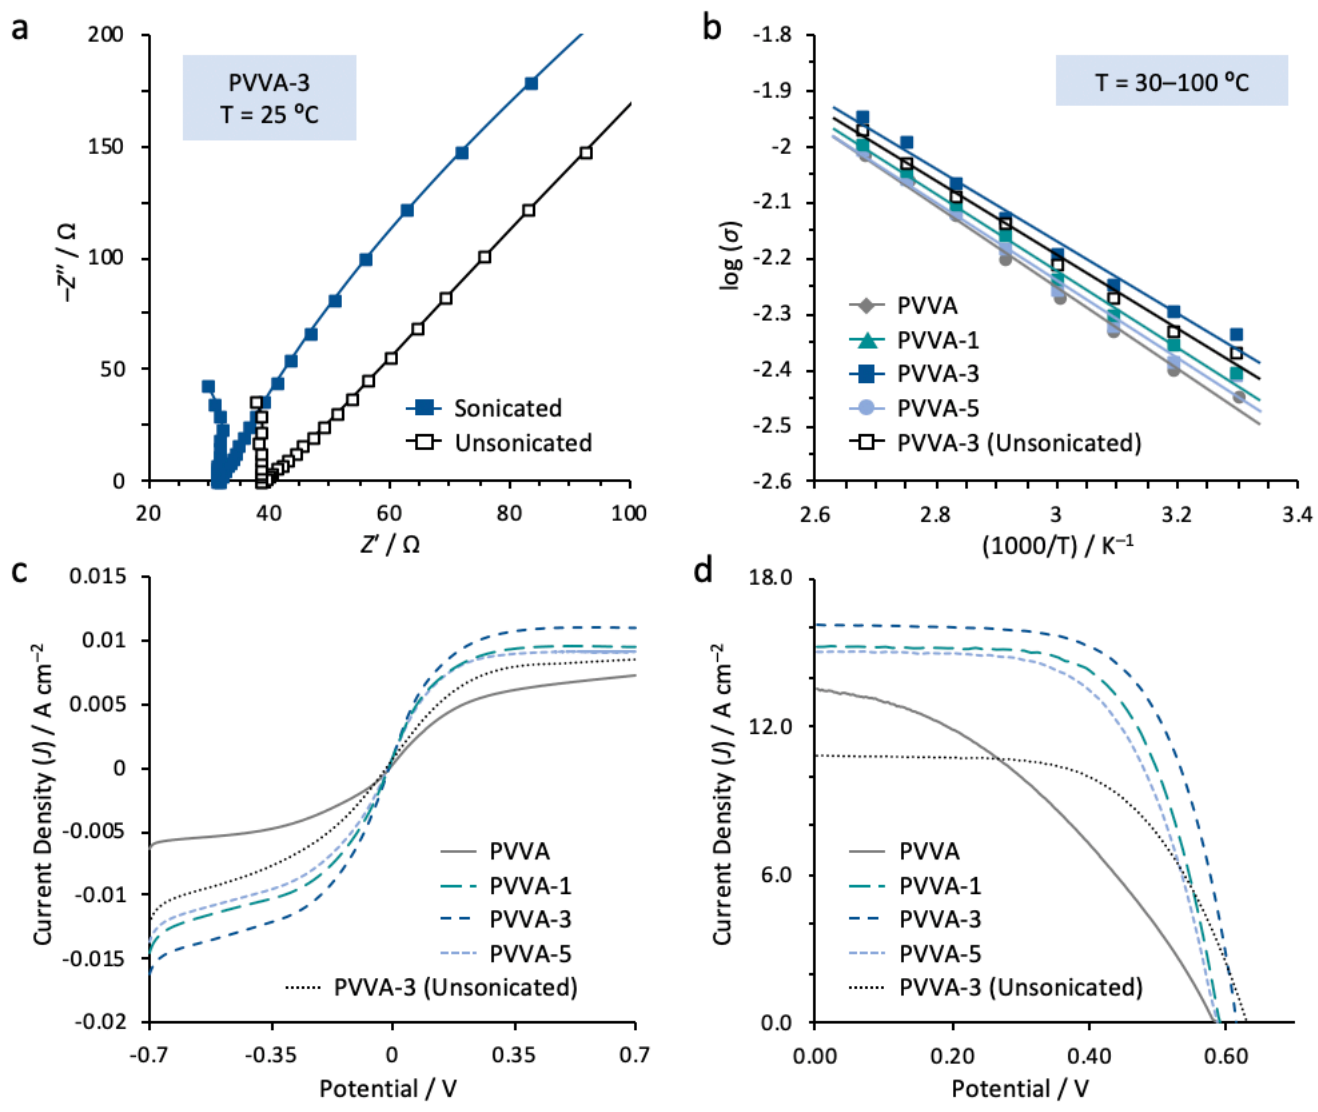 a
200
150
100
50
0
–Z″ / Ω
PVVA-3
T = 25 ⁰C
Sonicated
Unsonicated
20
40
60
80
100
Z′ / Ω
b
-1.8
-1.9
-2
-2.1
-2.2
-2.3
-2.4
-2.5
-2.6
log (σ)
T = 30–100 ⁰C
PVVA
PVVA-1
PVVA-3
PVVA-5
PVVA-3 (Unsonicated)
2.6
2.8
3
3.2
3.4
(1000/T) / K⁻¹
c
0.015
0.01
0.005
0
-0.005
-0.01
-0.015
-0.02
Current Density (J) / A cm⁻²
PVVA
PVVA-1
PVVA-3
PVVA-5
PVVA-3 (Unsonicated)
-0.7
-0.35
0
0.35
0.7
Potential / V
d
18.0
12.0
6.0
0.0
Current Density (J) / A cm⁻²
PVVA
PVVA-1
PVVA-3
PVVA-5
PVVA-3 (Unsonicated)
0.00
0.20
0.40
0.60
Potential / V